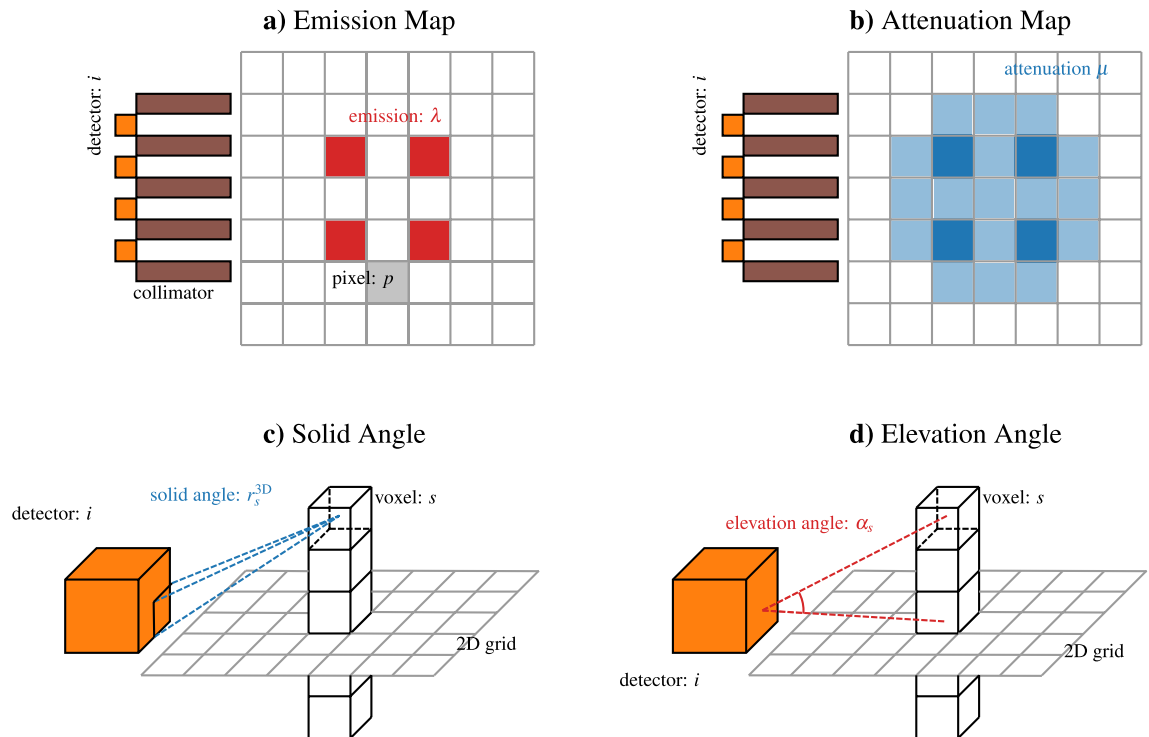 a) Emission Map
detector: i
emission: λ
pixel: p
collimator
b) Attenuation Map
detector: i
attenuation μ
c) Solid Angle
solid angle: r_s^3D
voxel: s
detector: i
2D grid
d) Elevation Angle
voxel: s
elevation angle: α_s
2D grid
detector: i